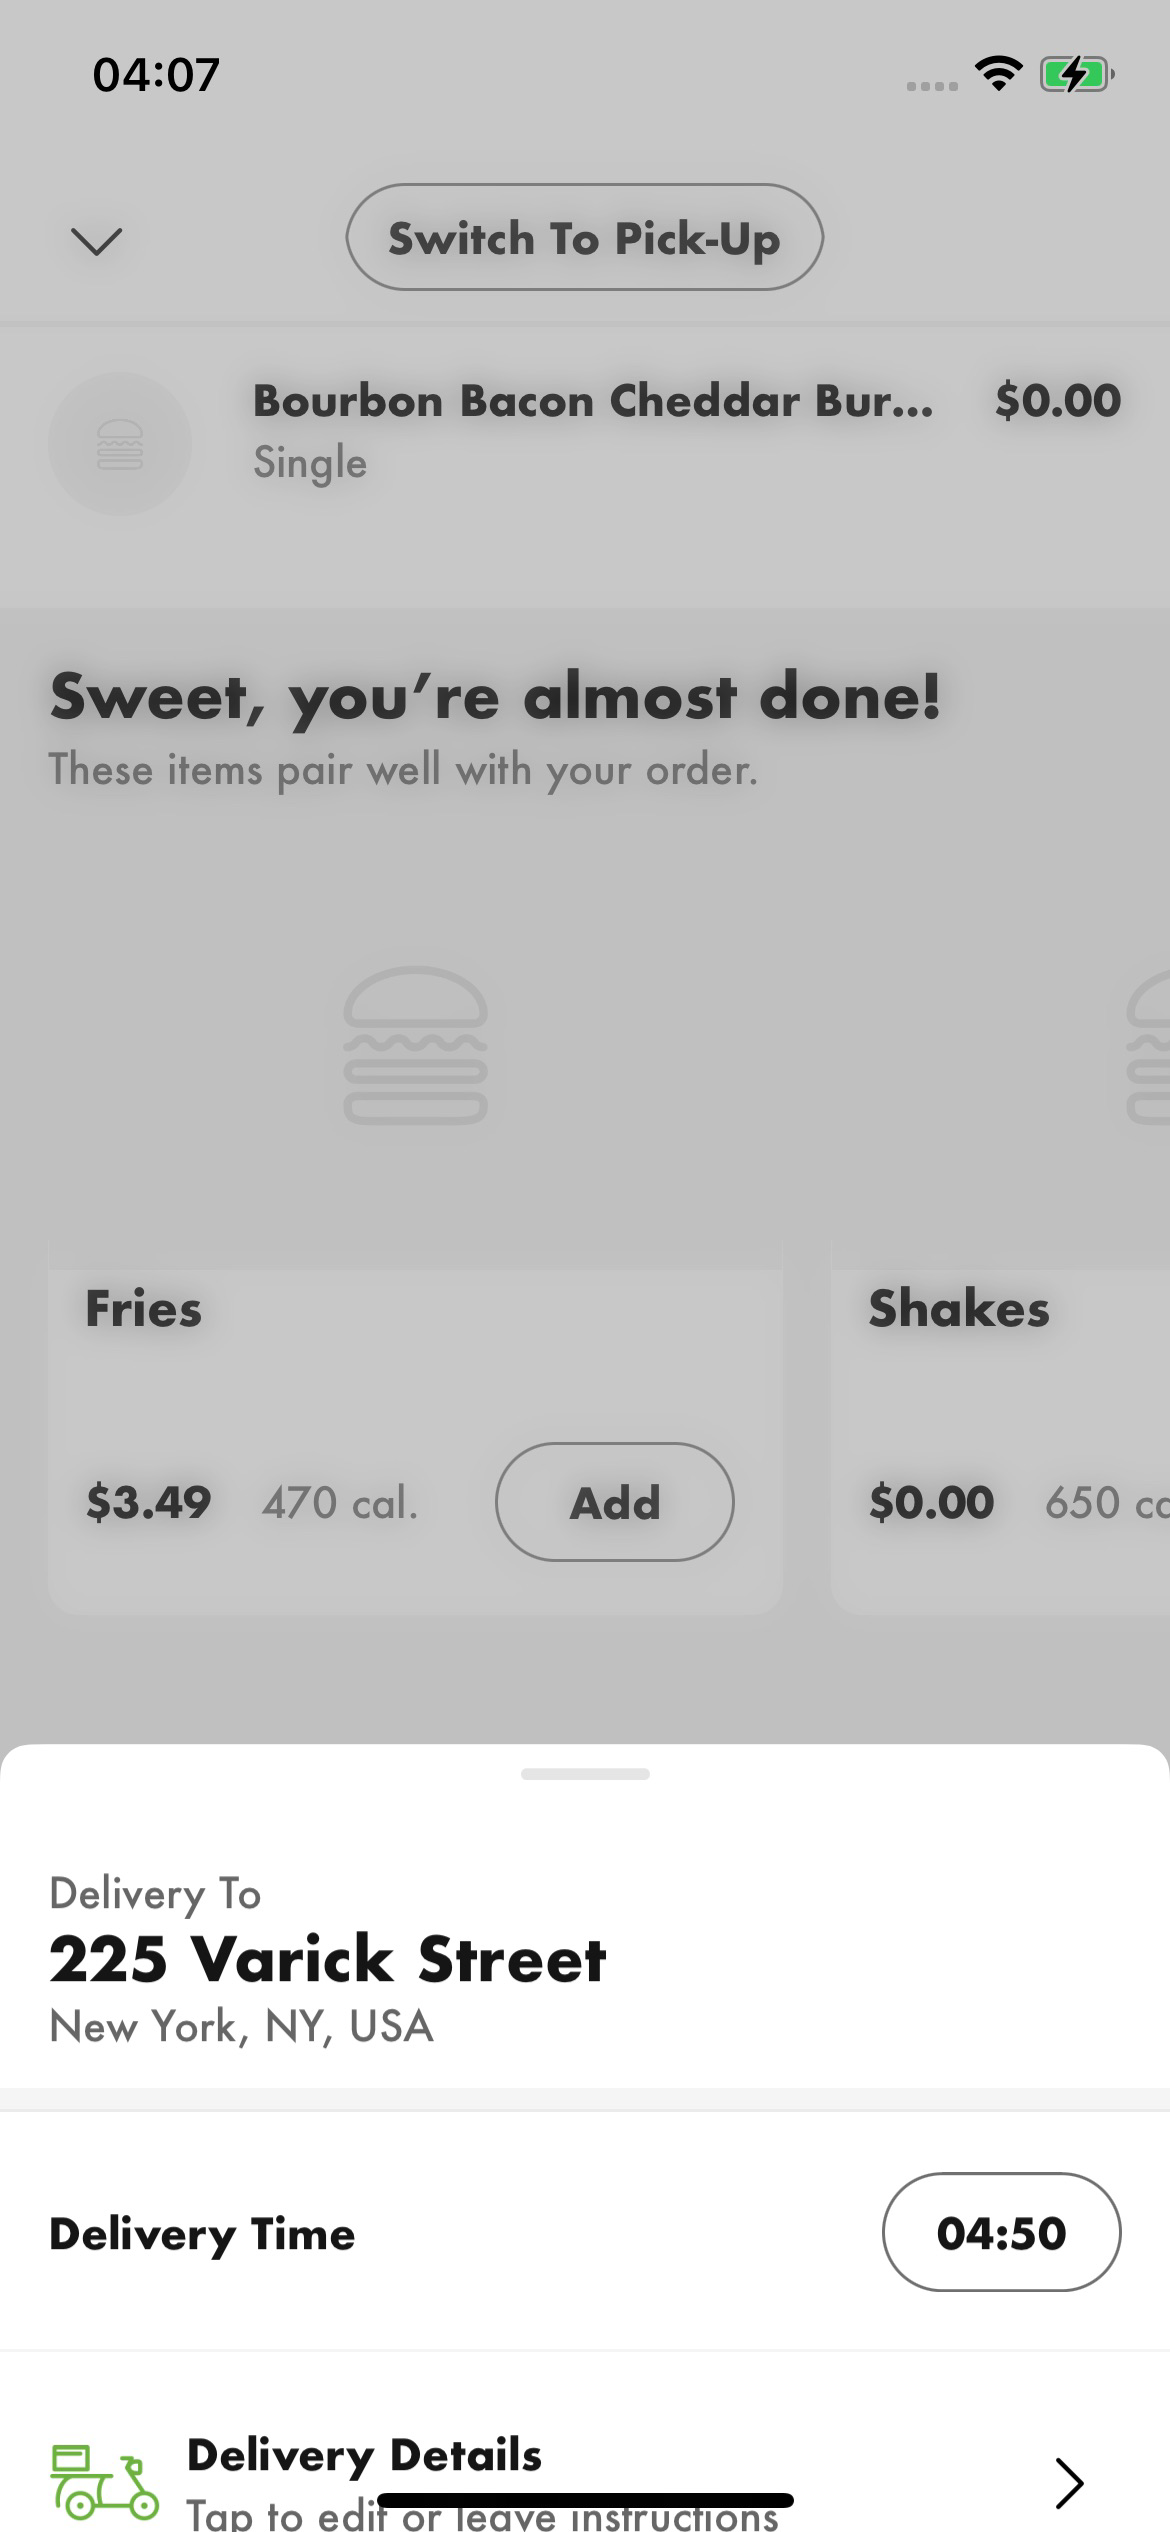 04:07
Switch To Pick-Up
Bourbon Bacon Cheddar Bur... $0.00
Single
Sweet, you’re almost done!
These items pair well with your order.
Fries
Shakes
$3.49 470 cal. Add
$0.00 650 ca
Delivery To
225 Varick Street
New York, NY, USA
Delivery Time 04:50
Delivery Details
Tap to edit or leave instructions